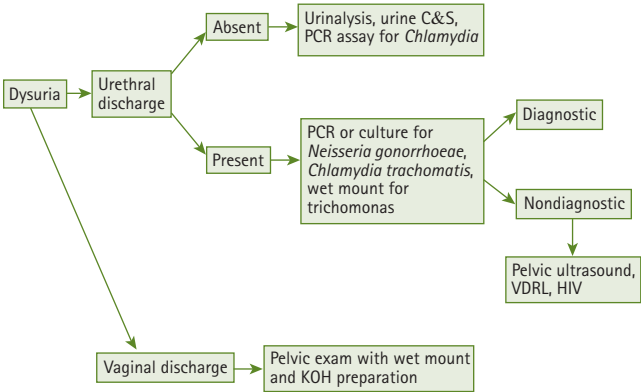 Absent
Urinalysis, urine C&S,
PCR assay for Chlamydia
Dysuria
Urethral
discharge
Present
PCR or culture for
Neisseria gonorrhoeae,
Chlamydia trachomatis,
wet mount for
trichomonas
Diagnostic
Nondiagnostic
Pelvic ultrasound,
VDRL, HIV
Vaginal discharge
Pelvic exam with wet mount
and KOH preparation